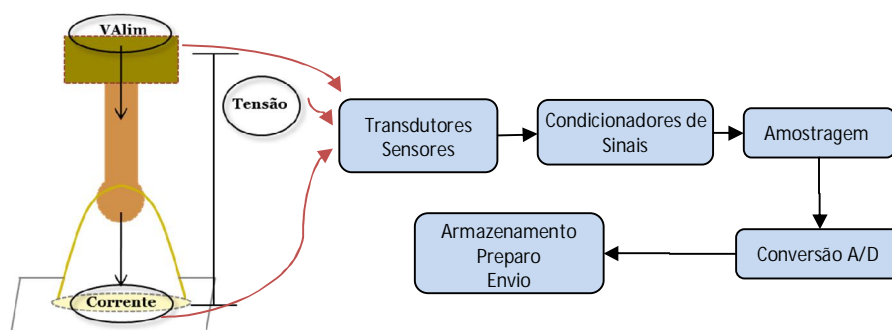 VAlim
Tensão
Corrente
Transdutores
Sensores
Condicionadores de
Sinais
Amostragem
Conversão A/D
Armazenamento
Preparo
Envio